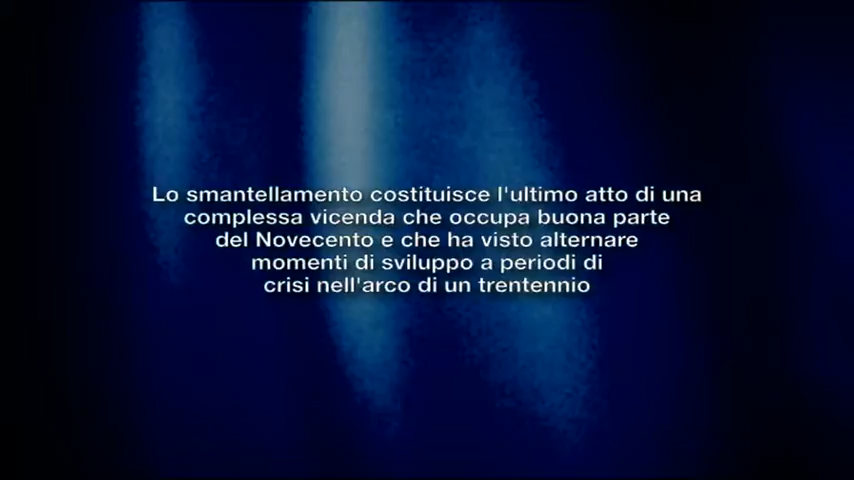 Lo smantellamento costituisce l'ultimo atto di una
complessa vicenda che occupa buona parte
del Novecento e che ha visto alternare
momenti di sviluppo a periodi di
crisi nell'arco di un trentennio